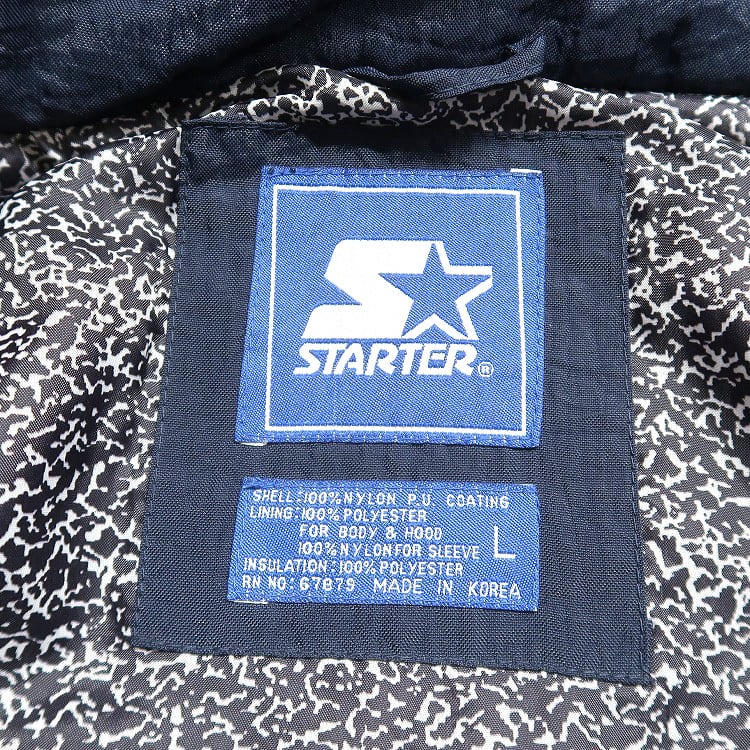 STARTER®
SHELL:100%NYLON P.U COATING
LINING:100%POLYESTER
FOR BODY & HOOD
100%NYLON FOR SLEEVE L
INSULATION:100%POLYESTER
RN NO:67879 MADE IN KOREA